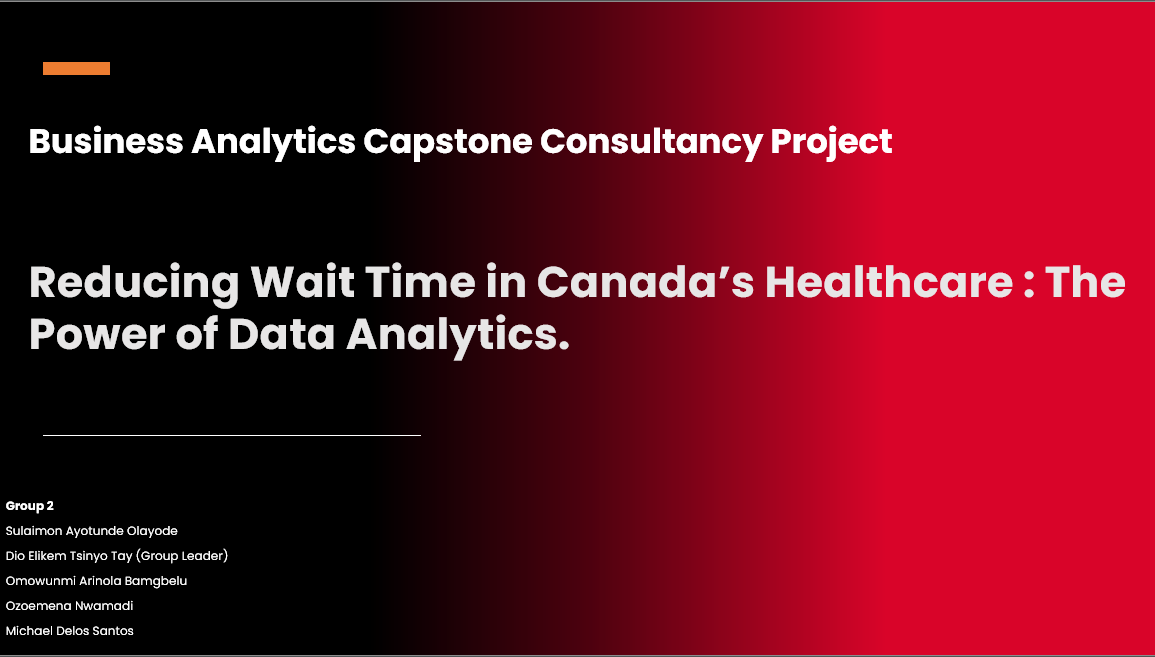 Business Analytics Capstone Consultancy Project
Reducing Wait Time in Canada’s Healthcare : The
Power of Data Analytics.
Group 2
Sulaimon Ayotunde Olayode
Dio Elikem Tsinyo Tay (Group Leader)
Omowunmi Arinola Bamgbelu
Ozoemena Nwamadi
Michael Delos Santos